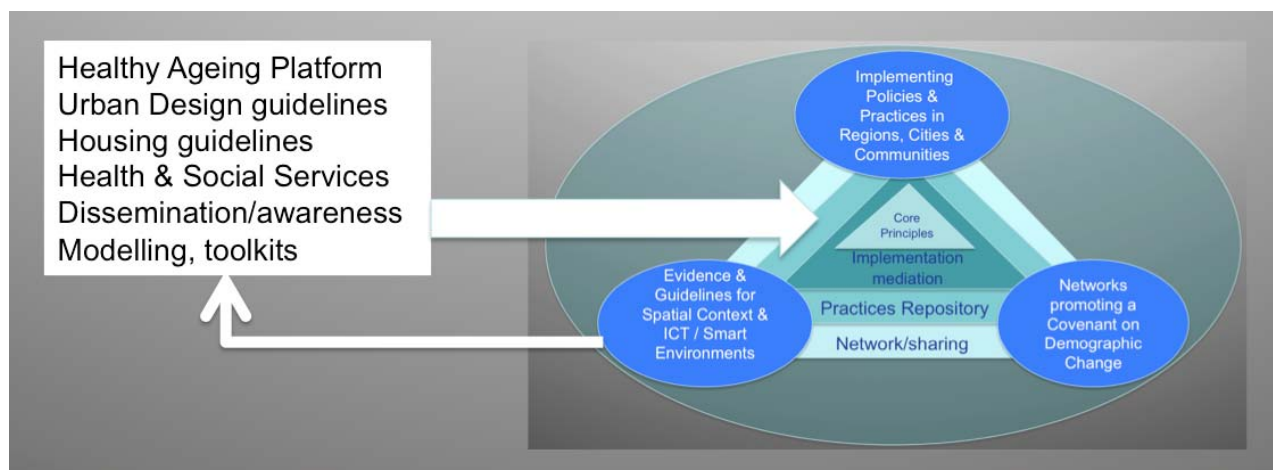 Healthy Ageing Platform
Urban Design guidelines
Housing guidelines
Health & Social Services
Dissemination/awareness
Modelling, toolkits
Implementing
Policies &
Practices in
Regions, Cities &
Communities
Core
Principles
Implementation
mediation
Practices Repository
Network/sharing
Evidence &
Guidelines for
Spatial Context &
ICT / Smart
Environments
Networks
promoting a
Covenant on
Demographic
Change